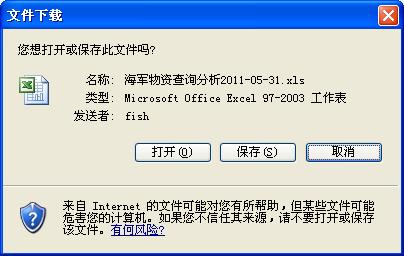 文件下载
您想打开或保存此文件吗?
名称: 海军物资查询分析2011-05-31.xls
类型: Microsoft Office Excel 97-2003 工作表
发送者: fish
打开(O)
保存(S)
取消
来自 Internet 的文件可能对您有所帮助,但某些文件可能
危害您的计算机。如果您不信任其来源,请不要打开或保存
该文件。有何风险?